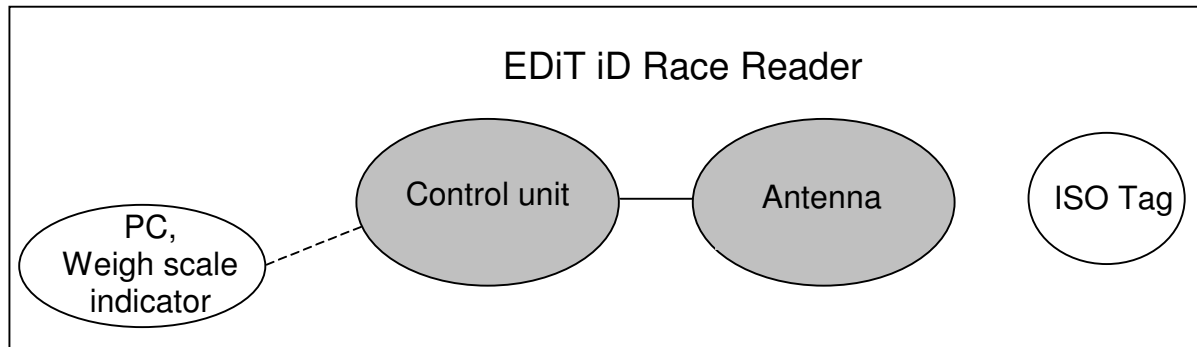 EDiT iD Race Reader
Control unit
Antenna
ISO Tag
PC,
Weigh scale
indicator